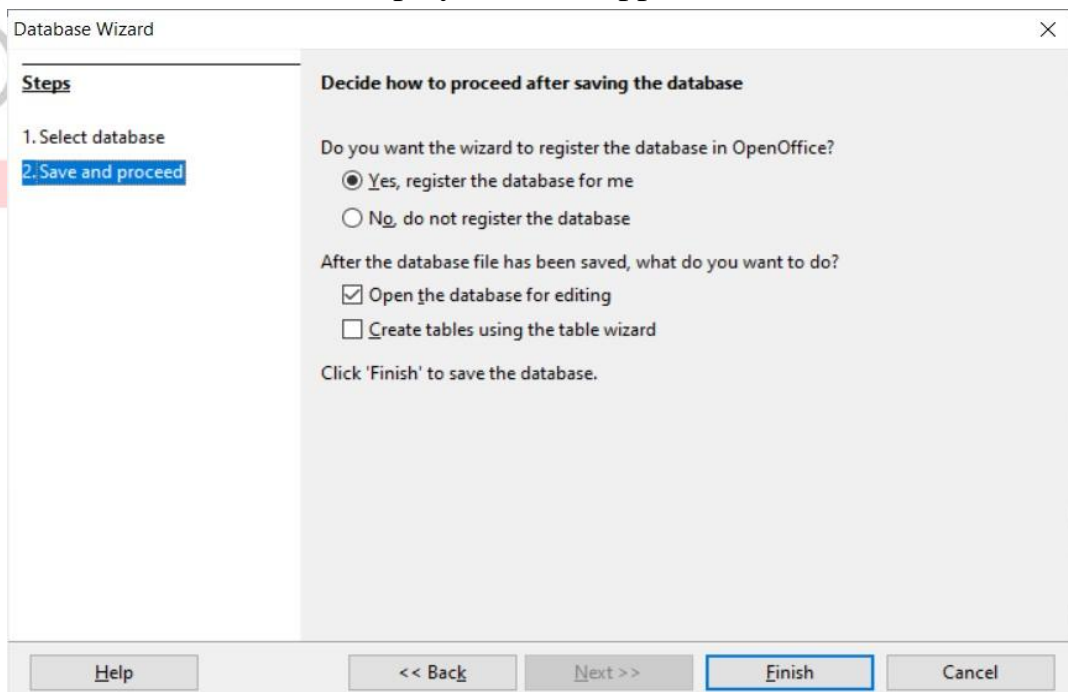 Database Wizard
Steps
1. Select database
2. Save and proceed
Decide how to proceed after saving the database
Do you want the wizard to register the database in OpenOffice?
Yes, register the database for me
No, do not register the database
After the database file has been saved, what do you want to do?
Open the database for editing
Create tables using the table wizard
Click 'Finish' to save the database.
Help
<< Back
Next >>
Finish
Cancel